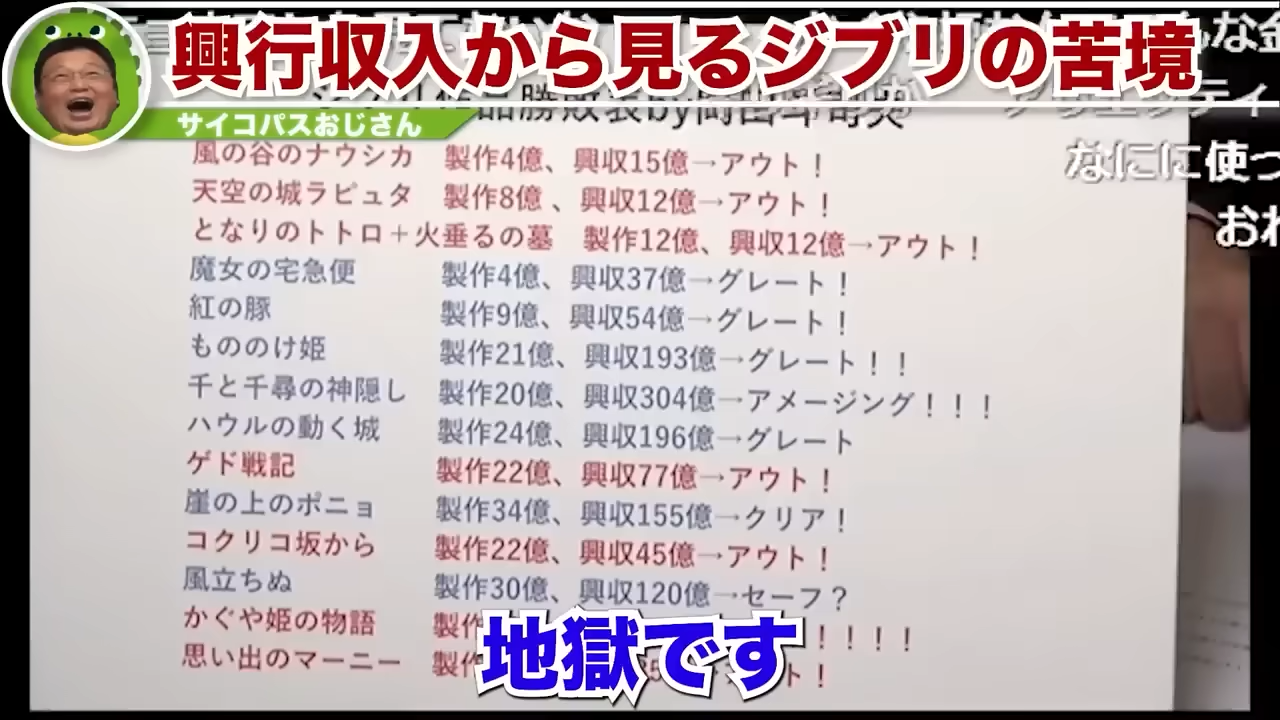 興行収入から見るジブリの苦境
サイコパスおじさん
なにに使つ
おれ
風の谷のナウシカ 製作4億、興収15億→アウト！
天空の城ラピュタ 製作8億、興収12億→アウト！
となりのトトロ＋火垂るの墓 製作12億、興収12億→アウト！
魔女の宅急便 製作4億、興収37億→グレート！
紅の豚 製作9億、興収54億→グレート！
もののけ姫 製作21億、興収193億→グレート！！
千と千尋の神隠し 製作20億、興収304億→アメージング！！！
ハウルの動く城 製作24億、興収196億→グレート
ゲド戦記 製作22億、興収77億→アウト！
崖の上のポニョ 製作34億、興収155億→クリア！
コクリコ坂から 製作22億、興収45億→アウト！
風立ちぬ 製作30億、興収120億→セーフ？
かぐや姫の物語 製作 ！！！！
思い出のマーニー 製作 ト！
地獄です